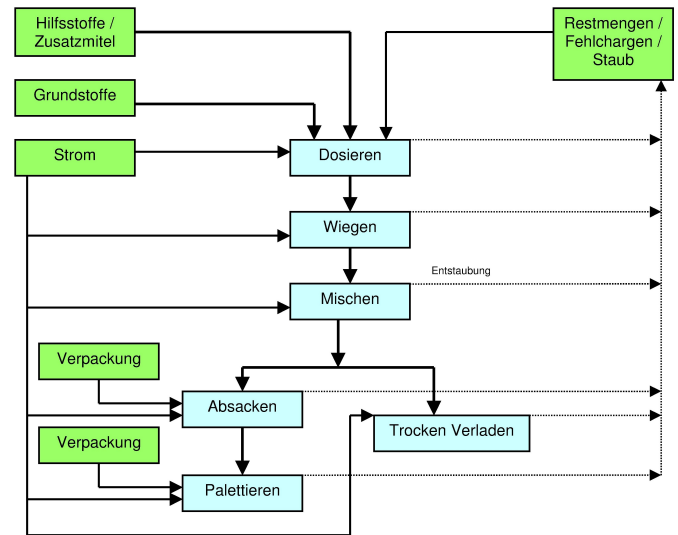 Hilfsstoffe /
Zusatzmitel
Restmengen /
Fehlchargen /
Staub
Grundstoffe
Strom
Dosieren
Wiegen
Entstaubung
Mischen
Verpackung
Absacken
Trocken Verladen
Verpackung
Palettieren